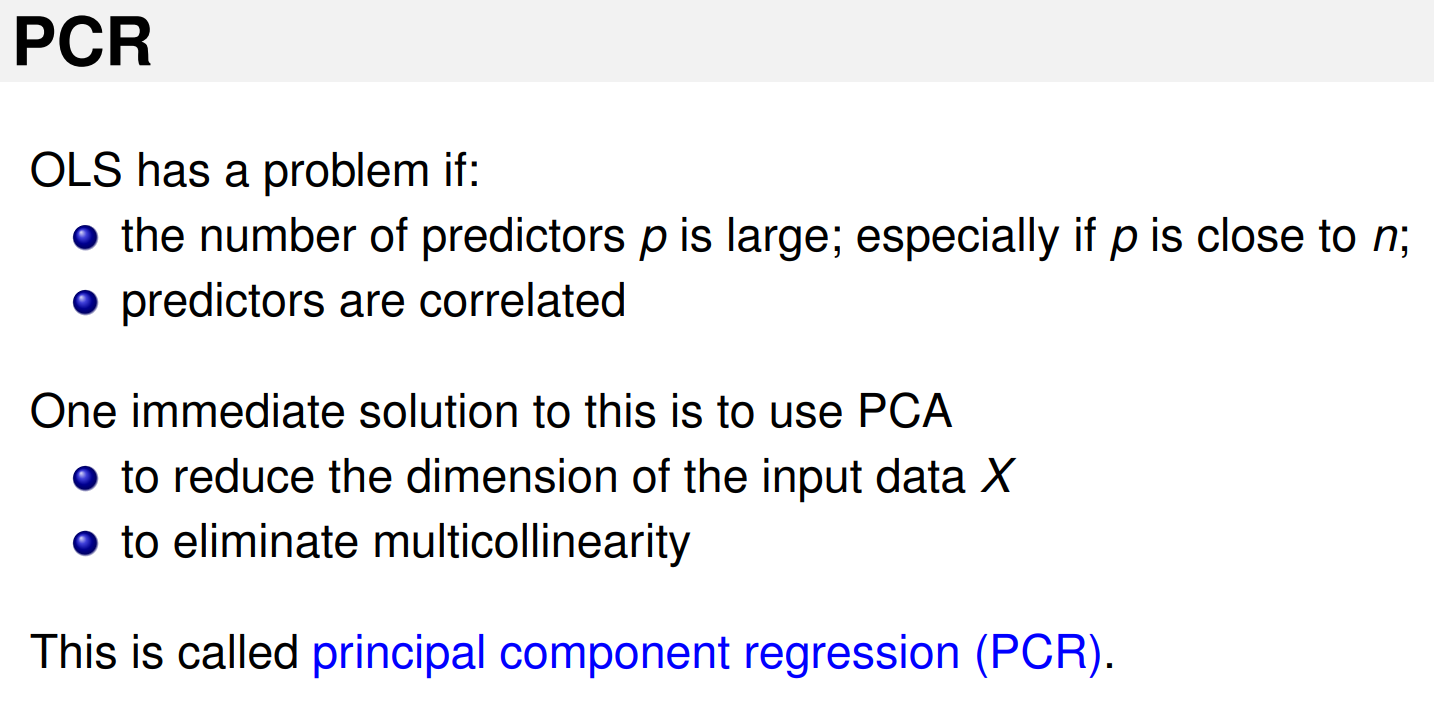 PCR
OLS has a problem if:
the number of predictors p is large; especially if p is close to n;
predictors are correlated
One immediate solution to this is to use PCA
to reduce the dimension of the input data X
to eliminate multicollinearity
This is called principal component regression (PCR).